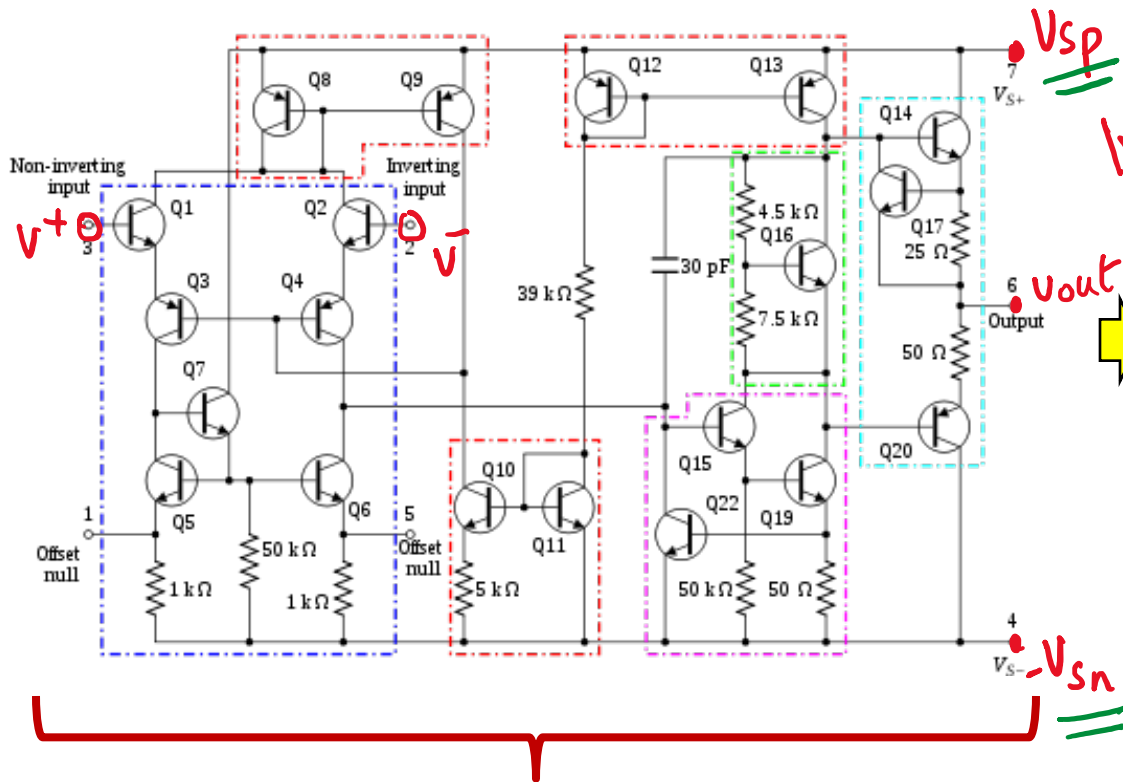 Q8
Q9
Q12
Q13
Vsp
7
V_{S+}
Q14
Non-inverting
input
Inverting
input
V+
3
Q1
Q2
2
V-
4.5 kΩ
Q16
Q17
25 Ω
Q3
Q4
39 kΩ
30 pF
7.5 kΩ
6
Vout
Output
50 Ω
Q7
Q15
Q20
Q10
Q5
Q6
Q22
Q19
1
5
Offset
null
Offset
null
Q11
50 kΩ
1 kΩ
1 kΩ
5 kΩ
50 kΩ
50 Ω
4
V_{S−}
-Vsn